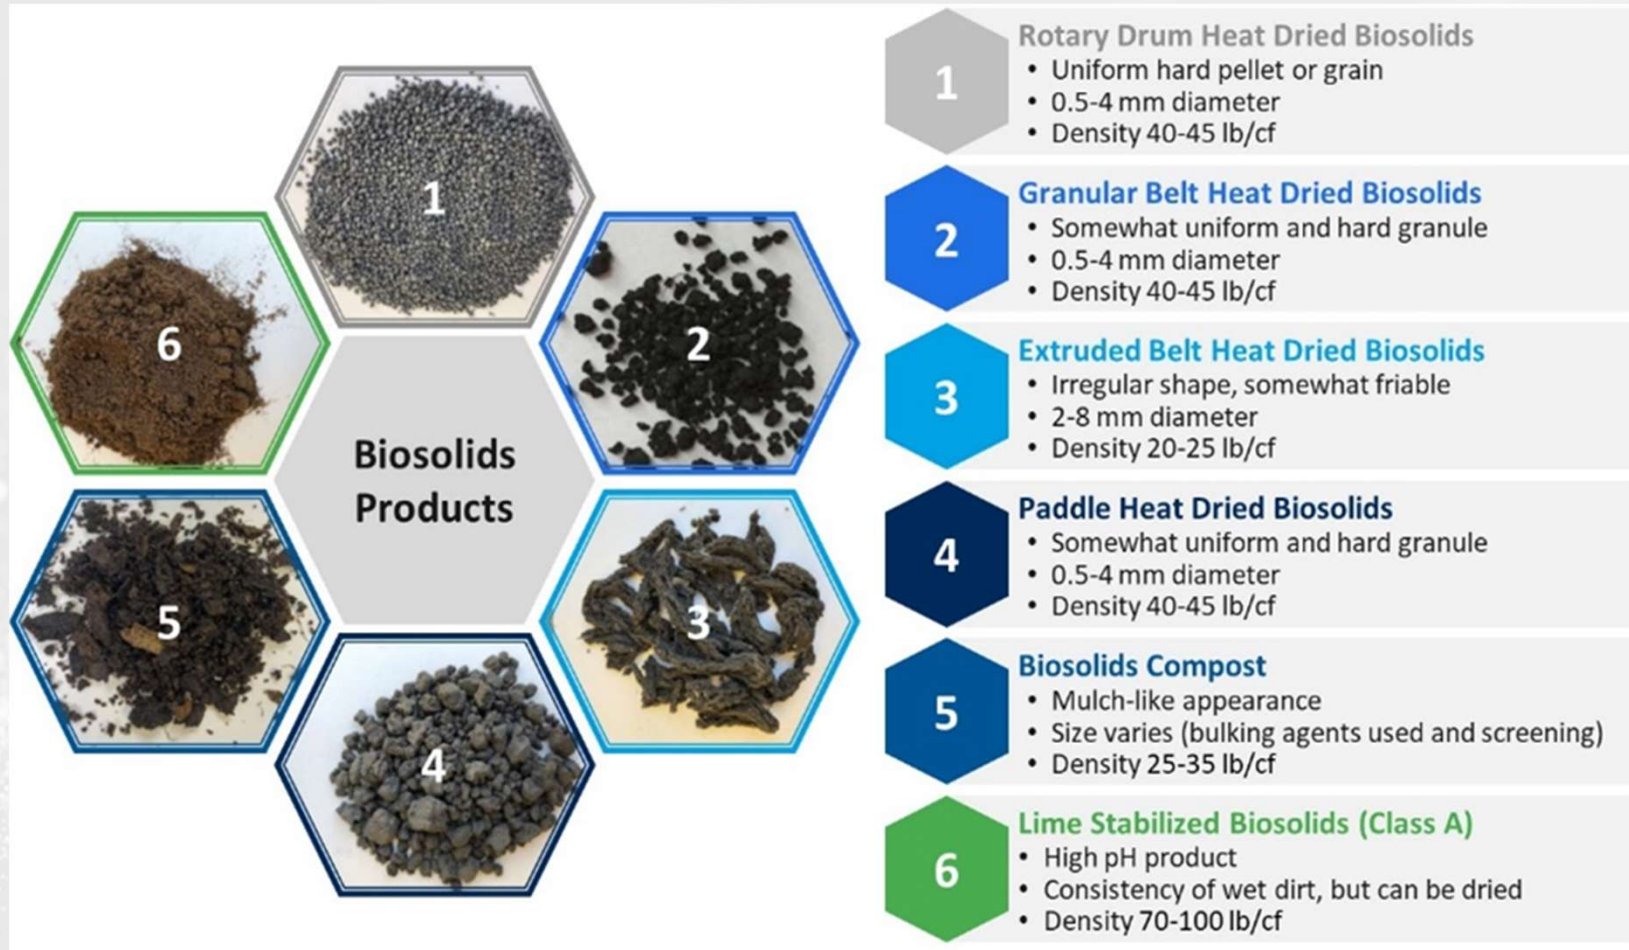 1
2
3
4
5
6
Biosolids
Products
1
Rotary Drum Heat Dried Biosolids
• Uniform hard pellet or grain
• 0.5-4 mm diameter
• Density 40-45 lb/cf
2
Granular Belt Heat Dried Biosolids
• Somewhat uniform and hard granule
• 0.5-4 mm diameter
• Density 40-45 lb/cf
3
Extruded Belt Heat Dried Biosolids
• Irregular shape, somewhat friable
• 2-8 mm diameter
• Density 20-25 lb/cf
4
Paddle Heat Dried Biosolids
• Somewhat uniform and hard granule
• 0.5-4 mm diameter
• Density 40-45 lb/cf
5
Biosolids Compost
• Mulch-like appearance
• Size varies (bulking agents used and screening)
• Density 25-35 lb/cf
6
Lime Stabilized Biosolids (Class A)
• High pH product
• Consistency of wet dirt, but can be dried
• Density 70-100 lb/cf